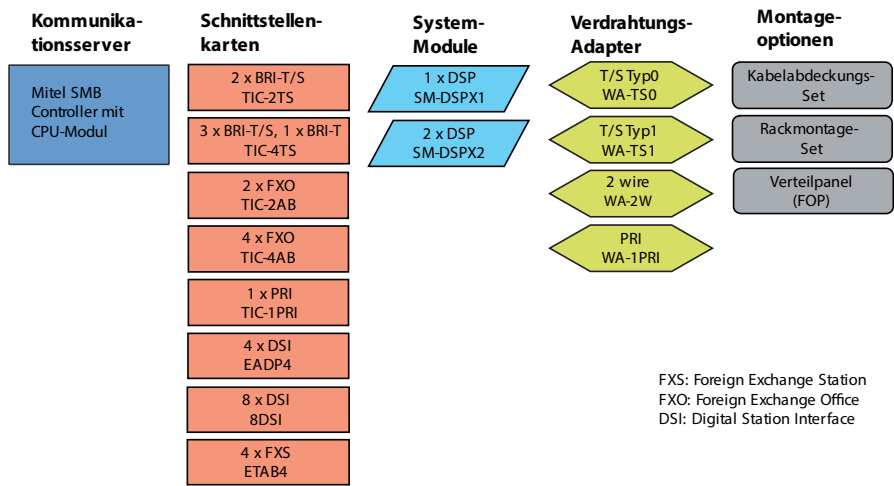 Kommunika-
tionsserver
Mitel SMB
Controller mit
CPU-Modul
Schnittstellen-
karten
2 x BRI-T/S
TIC-2TS
3 x BRI-T/S, 1 x BRI-T
TIC-4TS
2 x FXO
TIC-2AB
4 x FXO
TIC-4AB
1 x PRI
TIC-1PRI
4 x DSI
EADP4
8 x DSI
8DSI
4 x FXS
ETAB4
System-
Module
1 x DSP
SM-DSPX1
2 x DSP
SM-DSPX2
Verdrahtungs-
Adapter
T/S Typ0
WA-TS0
T/S Typ1
WA-TS1
2 wire
WA-2W
PRI
WA-1PRI
Montage-
optionen
Kabelabdeckungs-
Set
Rackmontage-
Set
Verteilpanel
(FOP)
FXS: Foreign Exchange Station
FXO: Foreign Exchange Office
DSI: Digital Station Interface